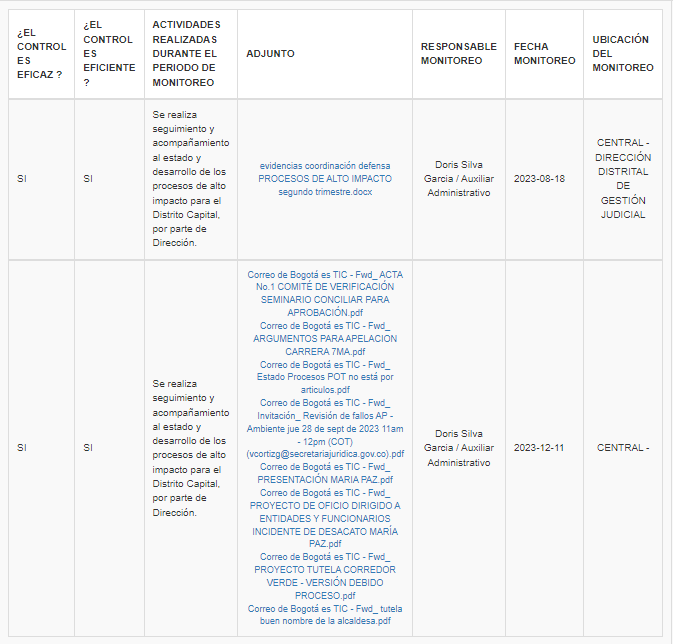 ¿EL
CONTROL
ES
EFICAZ ?
¿EL
CONTROL
ES
EFICIENTE
?
ACTIVIDADES
REALIZADAS
DURANTE EL
PERIODO DE
MONITOREO
ADJUNTO
RESPONSABLE
MONITOREO
FECHA
MONITOREO
UBICACIÓN
DEL
MONITOREO
SI
SI
Se realiza
seguimiento y
acompañamiento
al estado y
desarrollo de los
procesos de alto
impacto para el
Distrito Capital,
por parte de
Dirección.
evidencias coordinación defensa
PROCESOS DE ALTO IMPACTO
segundo trimestre.docx
Doris Silva
Garcia / Auxiliar
Administrativo
2023-08-18
CENTRAL -
DIRECCIÓN
DISTRITAL
DE
GESTIÓN
JUDICIAL
SI
SI
Se realiza
seguimiento y
acompañamiento
al estado y
desarrollo de los
procesos de alto
impacto para el
Distrito Capital,
por parte de
Dirección.
Correo de Bogotá es TIC - Fwd_ ACTA
No.1 COMITÉ DE VERIFICACIÓN
SEMINARIO CONCILIAR PARA
APROBACIÓN.pdf
Correo de Bogotá es TIC - Fwd_
ARGUMENTOS PARA APELACION
CARRERA 7MA.pdf
Correo de Bogotá es TIC - Fwd_
Estado Procesos POT no está por
articulos.pdf
Correo de Bogotá es TIC - Fwd_
Invitación_ Revisión de fallos AP -
Ambiente jue 28 de sept de 2023 11am
- 12pm (COT)
(vcortizg@secretariajuridica.gov.co).pdf
Correo de Bogotá es TIC - Fwd_
PRESENTACIÓN MARIA PAZ.pdf
Correo de Bogotá es TIC - Fwd_
PROYECTO DE OFICIO DIRIGIDO A
ENTIDADES Y FUNCIONARIOS
INCIDENTE DE DESACATO MARÍA
PAZ.pdf
Correo de Bogotá es TIC - Fwd_
PROYECTO TUTELA CORREDOR
VERDE - VERSIÓN DEBIDO
PROCESO.pdf
Correo de Bogotá es TIC - Fwd_ tutela
buen nombre de la alcaldesa.pdf
Doris Silva
Garcia / Auxiliar
Administrativo
2023-12-11
CENTRAL -